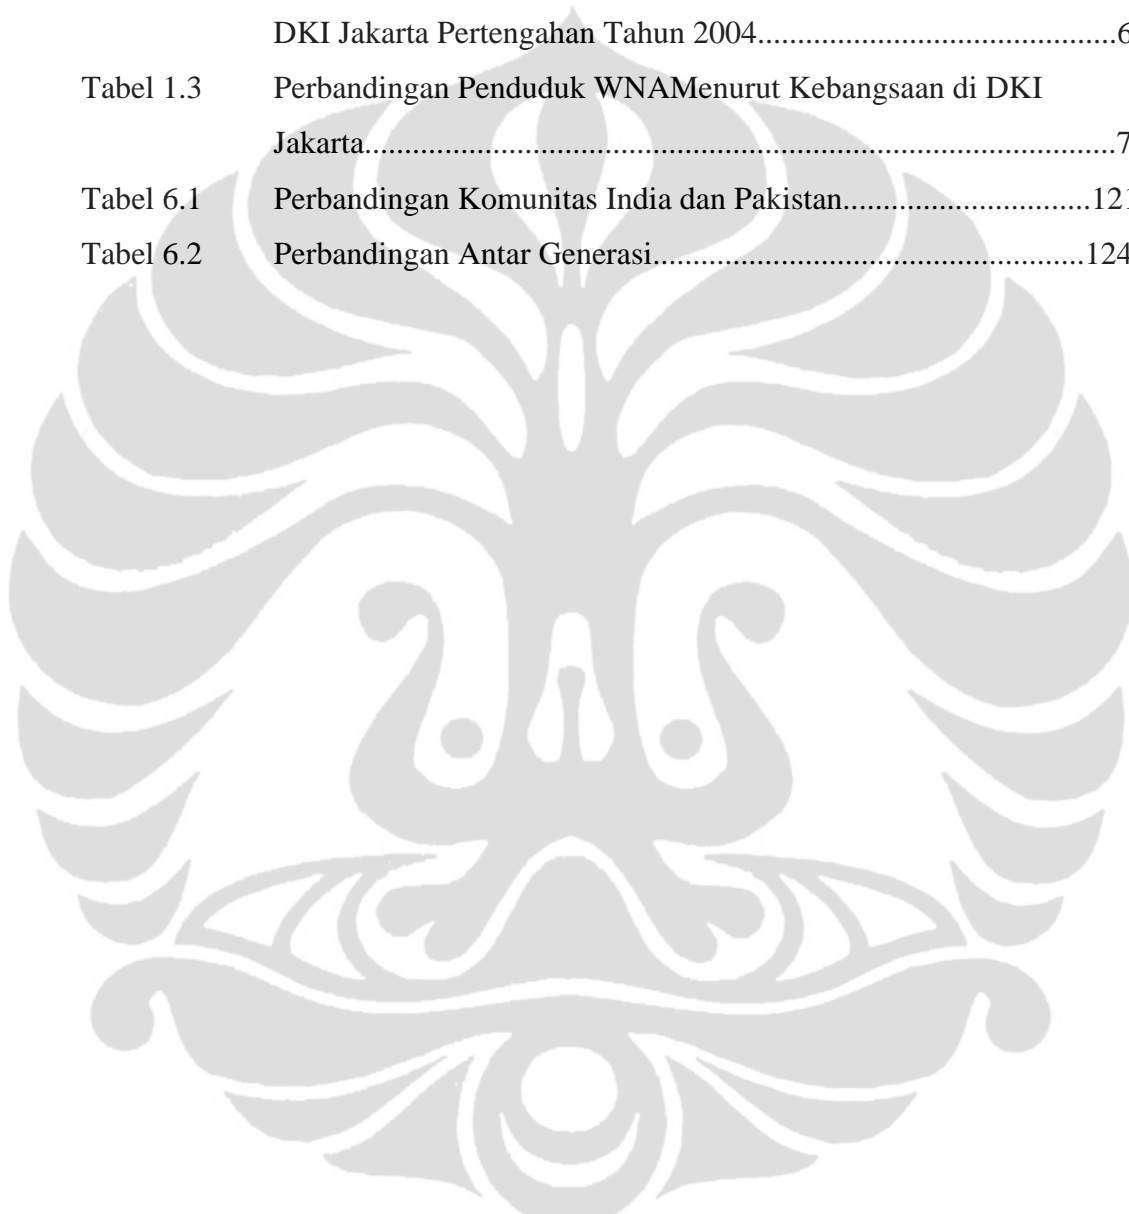 DKI Jakarta Pertengahan Tahun 2004..............................................6
Tabel 1.3 Perbandingan Penduduk WNAMenurut Kebangsaan di DKI
Jakarta................................................................................................7
Tabel 6.1 Perbandingan Komunitas India dan Pakistan................................121
Tabel 6.2 Perbandingan Antar Generasi.......................................................124